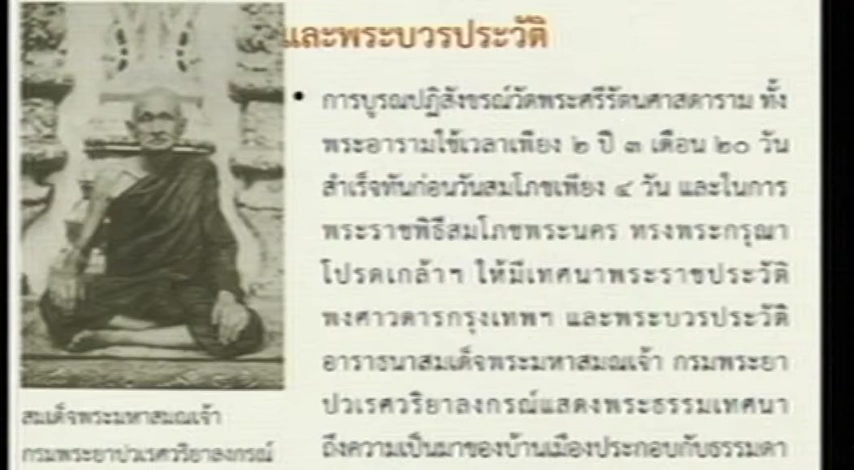 และพระบวรประวัติ
• การบูรณปฏิสังขรณ์วัดพระศรีรัตนศาสดาราม ทั้ง
พระอารามใช้เวลาเพียง ๒ ปี ๓ เดือน ๒๐ วัน
สำเร็จทันก่อนวันสมโภชเพียง ๔ วัน และในการ
พระราชพิธีสมโภชพระนคร ทรงพระกรุณา
โปรดเกล้าฯ ให้มีเทศนาพระราชประวัติ
พงศาวดารกรุงเทพฯ และพระบวรประวัติ
อาราธนาสมเด็จพระมหาสมณเจ้า กรมพระยา
ปวเรศวริยาลงกรณ์แสดงพระธรรมเทศนา
ถึงความเป็นมาของบ้านเมืองประกอบกับธรรมดา
สมเด็จพระมหาสมณเจ้า
กรมพระยาปวเรศวริยาลงกรณ์